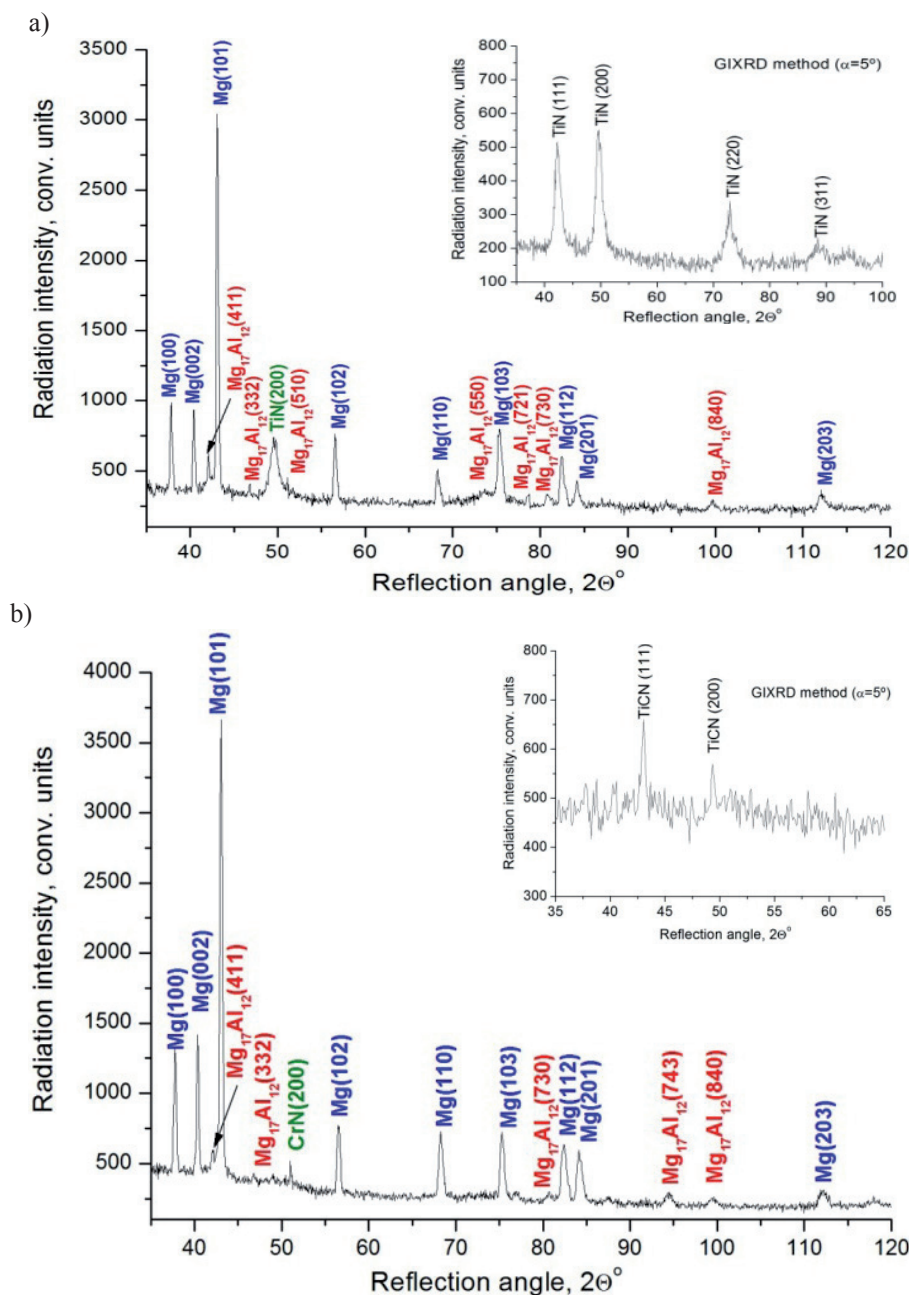 a)
Radiation intensity, conv. units
3500
3000
2500
2000
1500
1000
500
Mg(100)
Mg(002)
Mg₁₇Al₁₂(411)
Mg(101)
Mg₁₇Al₁₂(332)
TiN(200)
Mg₁₇Al₁₂(510)
Mg(102)
Mg(110)
Mg₁₇Al₁₂(550)
Mg(103)
Mg₁₇Al₁₂(721)
Mg₁₇Al₁₂(730)
Mg(112)
Mg(201)
Mg₁₇Al₁₂(840)
Mg(203)
40 50 60 70 80 90 100 110 120
Reflection angle, 2Θ°
GIXRD method (α=5º)
Radiation intensity, conv. units
800
700
600
500
400
300
200
100
TiN (111)
TiN (200)
TiN (220)
TiN (311)
40 50 60 70 80 90 100
Reflection angle, 2Θ°
b)
Radiation intensity, conv. units
4000
3500
3000
2500
2000
1500
1000
500
Mg(100)
Mg(002)
Mg(101)
Mg₁₇Al₁₂(411)
Mg₁₇Al₁₂(332)
CrN(200)
Mg(102)
Mg(110)
Mg(103)
Mg₁₇Al₁₂(730)
Mg(112)
Mg(201)
Mg₁₇Al₁₂(743)
Mg₁₇Al₁₂(840)
Mg(203)
40 50 60 70 80 90 100 110 120
Reflection angle, 2Θ°
GIXRD method (α=5º)
Radiation intensity, conv. units
800
700
600
500
400
300
TiCN (111)
TiCN (200)
35 40 45 50 55 60 65
Reflection angle, 2Θ°